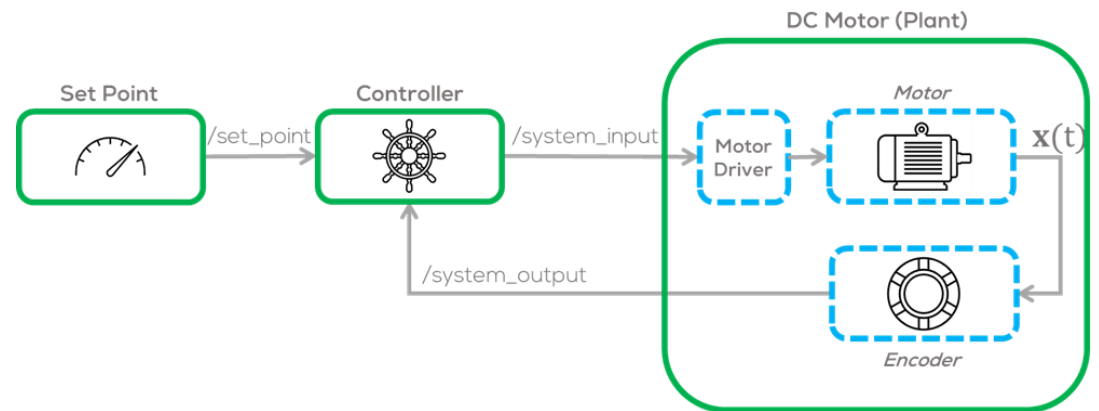 DC Motor (Plant)
Set Point
Controller
Motor
/set_point
/system_input
Motor
Driver
x(t)
/system_output
Encoder